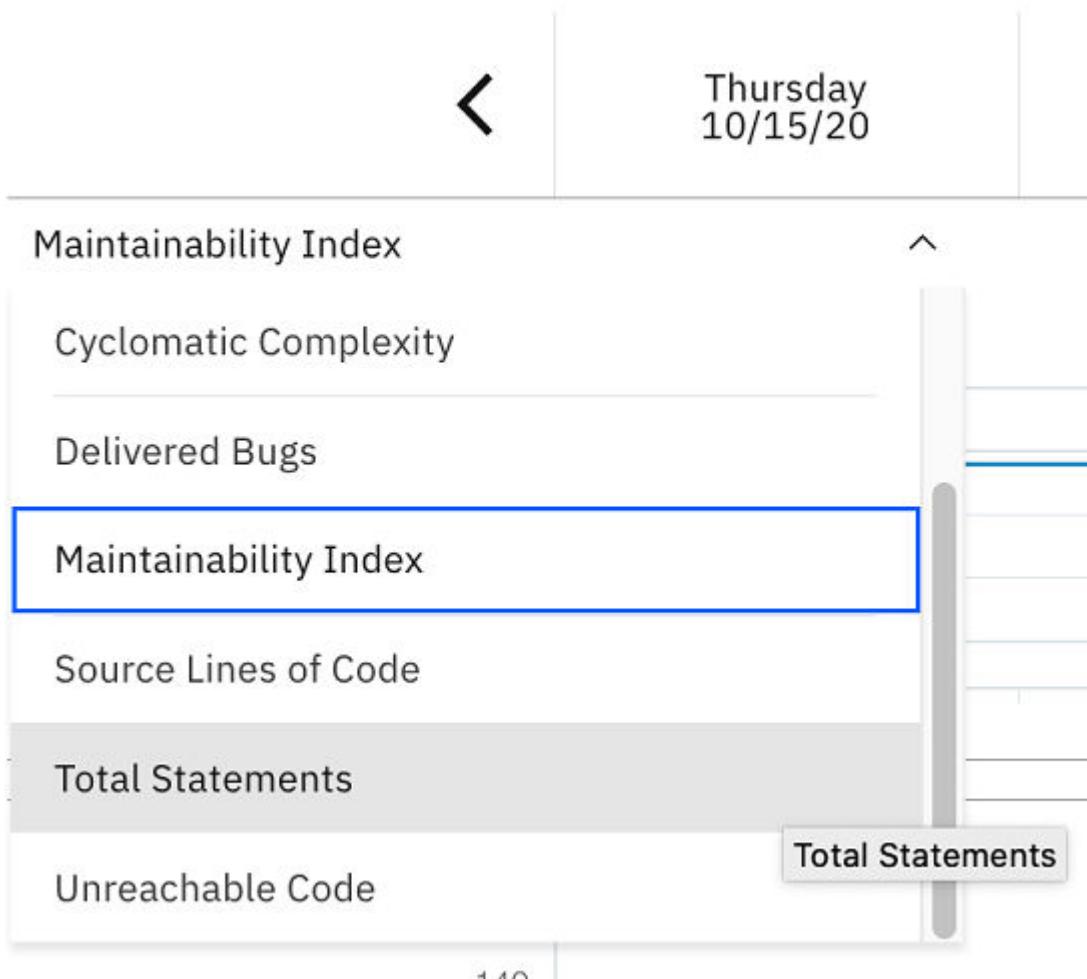 Thursday
10/15/20
Maintainability Index
Cyclomatic Complexity
Delivered Bugs
Maintainability Index
Source Lines of Code
Total Statements
Total Statements
Unreachable Code